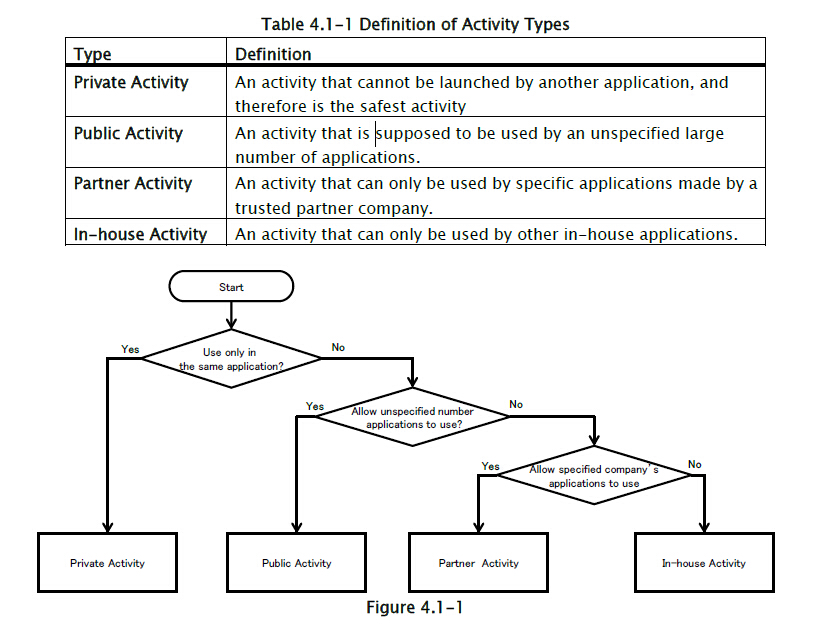 Table 4.1-1 Definition of Activity Types
Type Definition
Private Activity An activity that cannot be launched by another application, and
therefore is the safest activity
Public Activity An activity that is supposed to be used by an unspecified large
number of applications.
Partner Activity An activity that can only be used by specific applications made by a
trusted partner company.
In-house Activity An activity that can only be used by other in-house applications.
Start
Yes
Use only in
the same application?
No
Yes
Allow unspecified number
applications to use?
No
Yes
Allow specified company's
applications to use
No
Private Activity
Public Activity
Partner Activity
In-house Activity
Figure 4.1-1